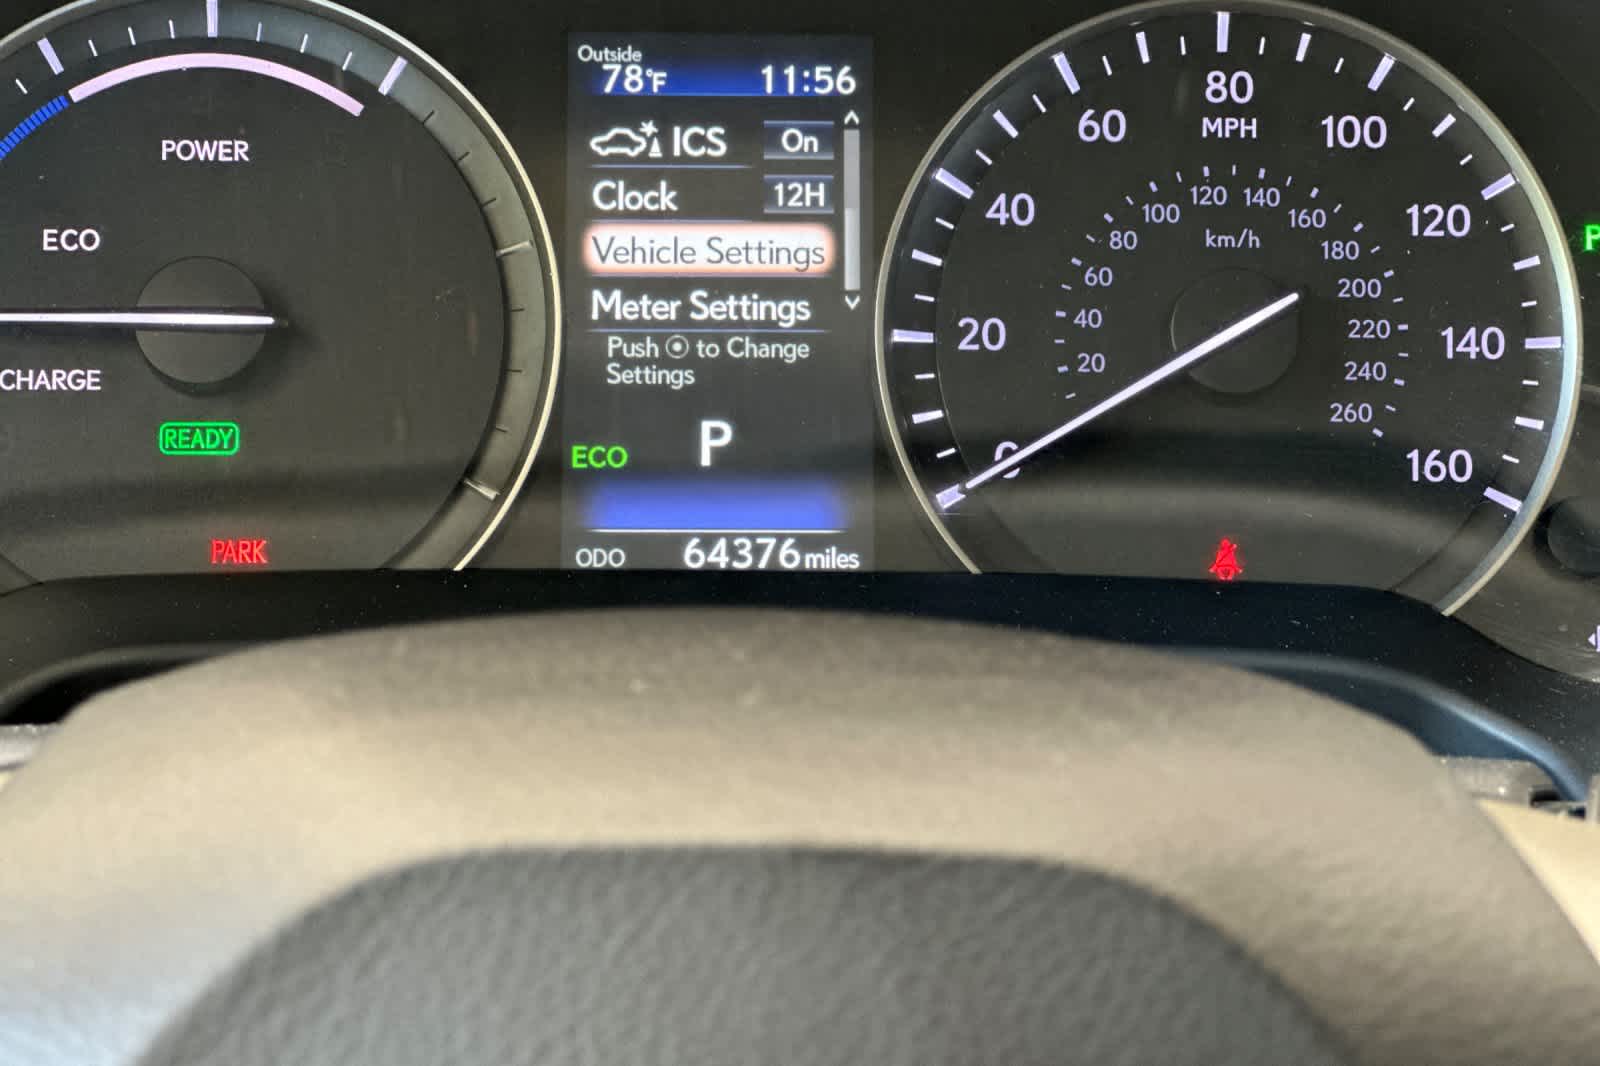 POWER
ECO
CHARGE
READY
PARK
Outside
78°F 11:56
ICS On
Clock 12H
Vehicle Settings
Meter Settings
Push to Change
Settings
P
ECO
ODO 64376 miles
0
20
40
60
80
100
120
140
160
MPH
20
40
60
80
100
120
140
160
180
200
220
240
260
km/h